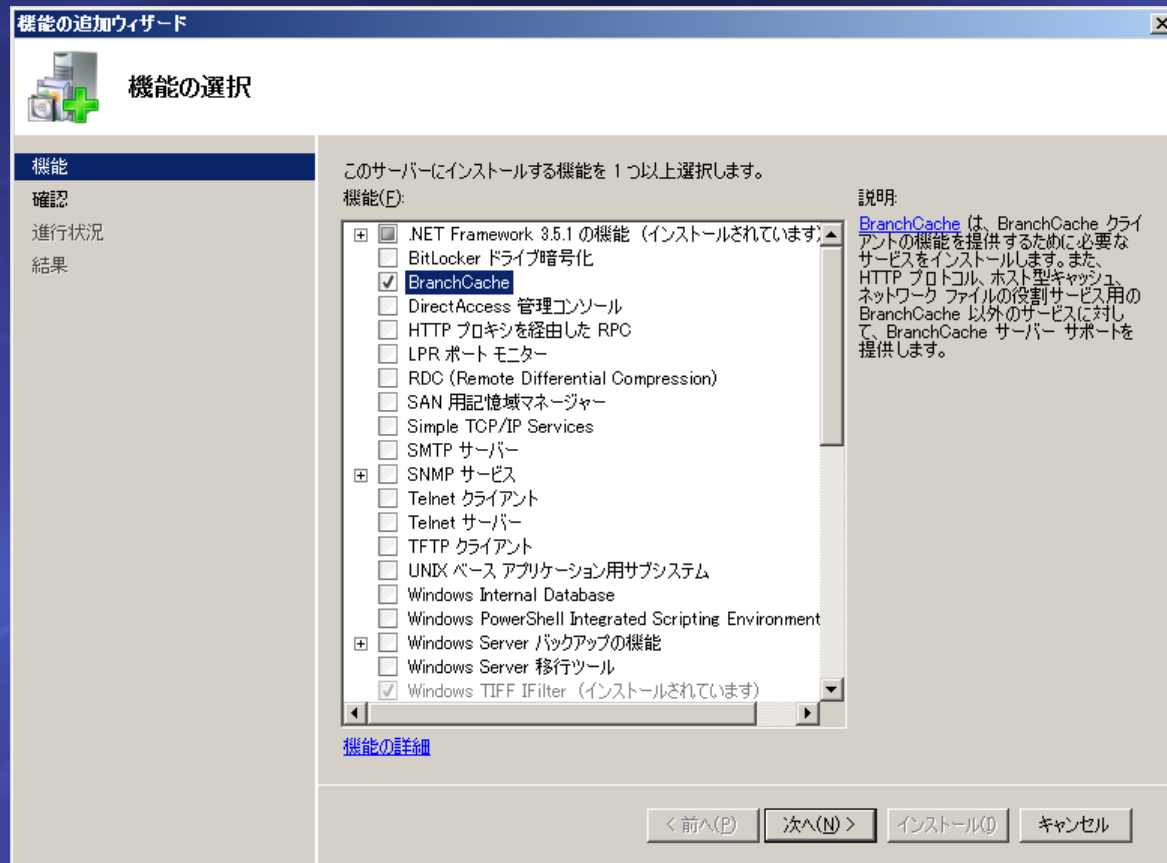 機能の追加ウィザード
機能の選択
機能
確認
進行状況
結果
このサーバーにインストールする機能を 1 つ以上選択します。
機能(F):
.NET Framework 3.5.1 の機能 (インストールされています)
BitLocker ドライブ暗号化
BranchCache
DirectAccess 管理コンソール
HTTP プロキシを経由した RPC
LPR ポート モニター
RDC (Remote Differential Compression)
SAN 用記憶域マネージャー
Simple TCP/IP Services
SMTP サーバー
SNMP サービス
Telnet クライアント
Telnet サーバー
TFTP クライアント
UNIX ベース アプリケーション用サブシステム
Windows Internal Database
Windows PowerShell Integrated Scripting Environment
Windows Server バックアップの機能
Windows Server 移行ツール
Windows TIFF IFilter (インストールされています)
機能の詳細
説明:
BranchCache は、BranchCache クライ
アントの機能を提供するために必要な
サービスをインストールします。また、
HTTP プロトコル、ホスト型キャッシュ、
ネットワーク ファイルの役割サービス用の
BranchCache 以外のサービスに対し
て、BranchCache サーバー サポートを
提供します。
< 前へ(P)
次へ(N) >
インストール(I)
キャンセル